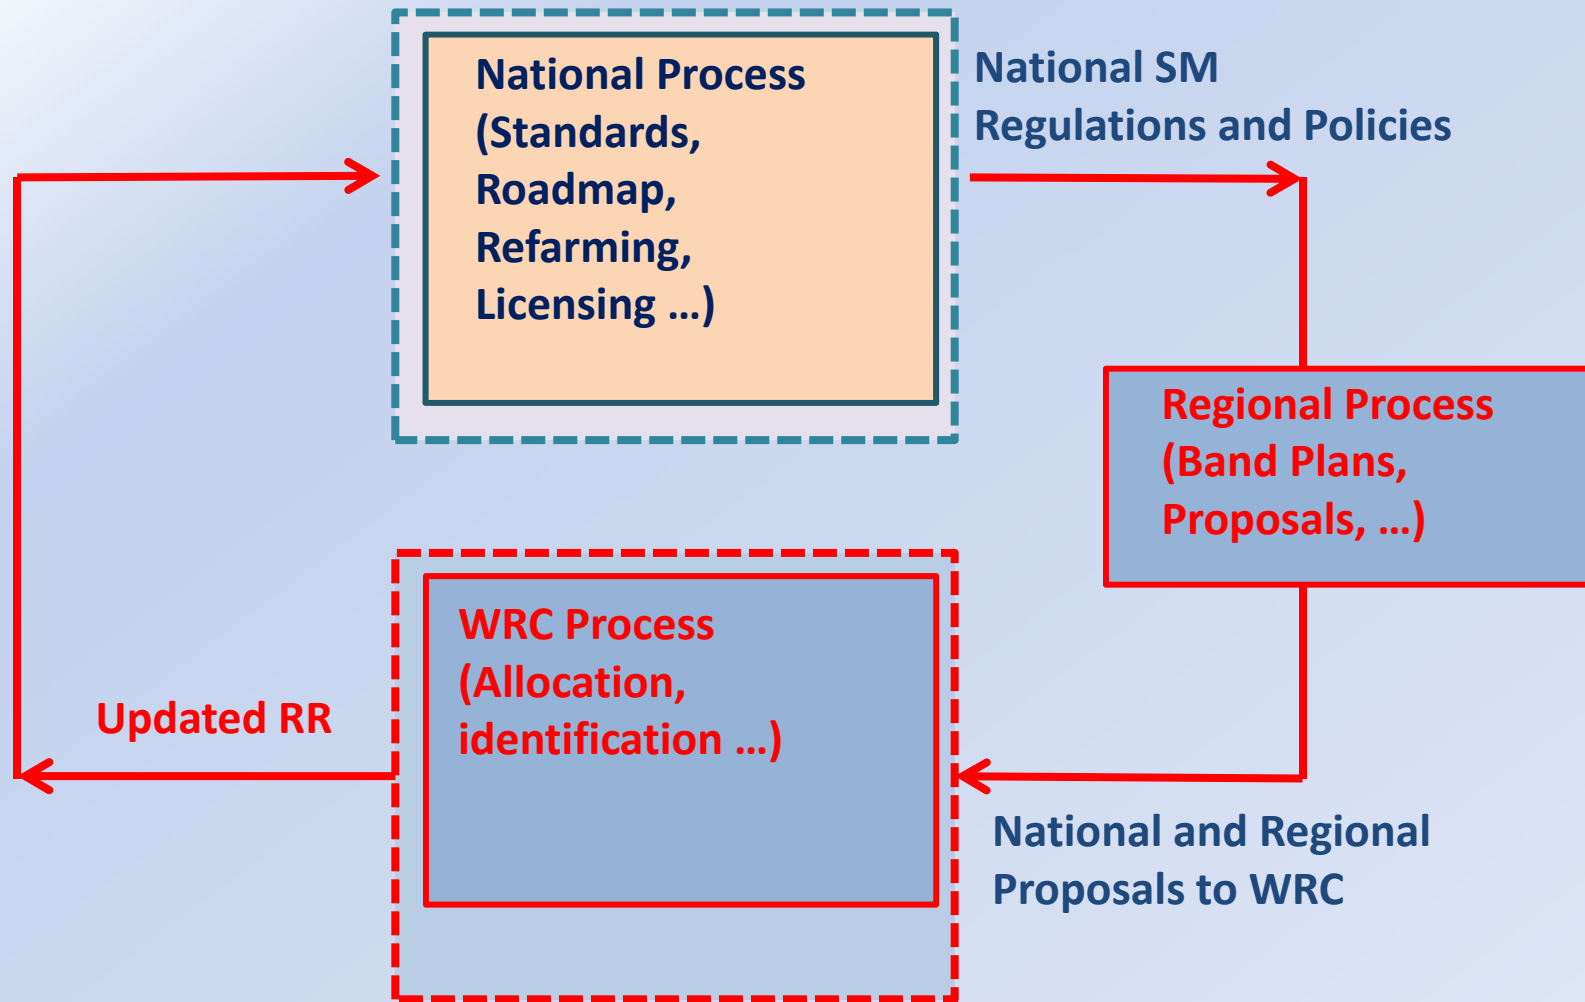 National Process
(Standards,
Roadmap,
Refarming,
Licensing ...)
National SM
Regulations and Policies
Regional Process
(Band Plans,
Proposals, ...)
WRC Process
(Allocation,
identification ...)
Updated RR
National and Regional
Proposals to WRC